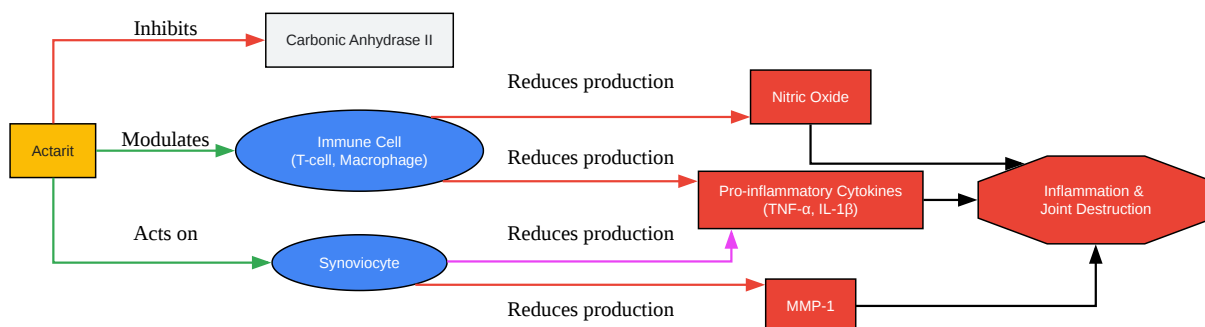 Inhibits
Carbonic Anhydrase II
Reduces production
Nitric Oxide
Actarit
Modulates
Immune Cell
(T-cell, Macrophage)
Reduces production
Pro-inflammatory Cytokines
(TNF-α, IL-1β)
Inflammation &
Joint Destruction
Acts on
Synoviocyte
Reduces production
Reduces production
MMP-1